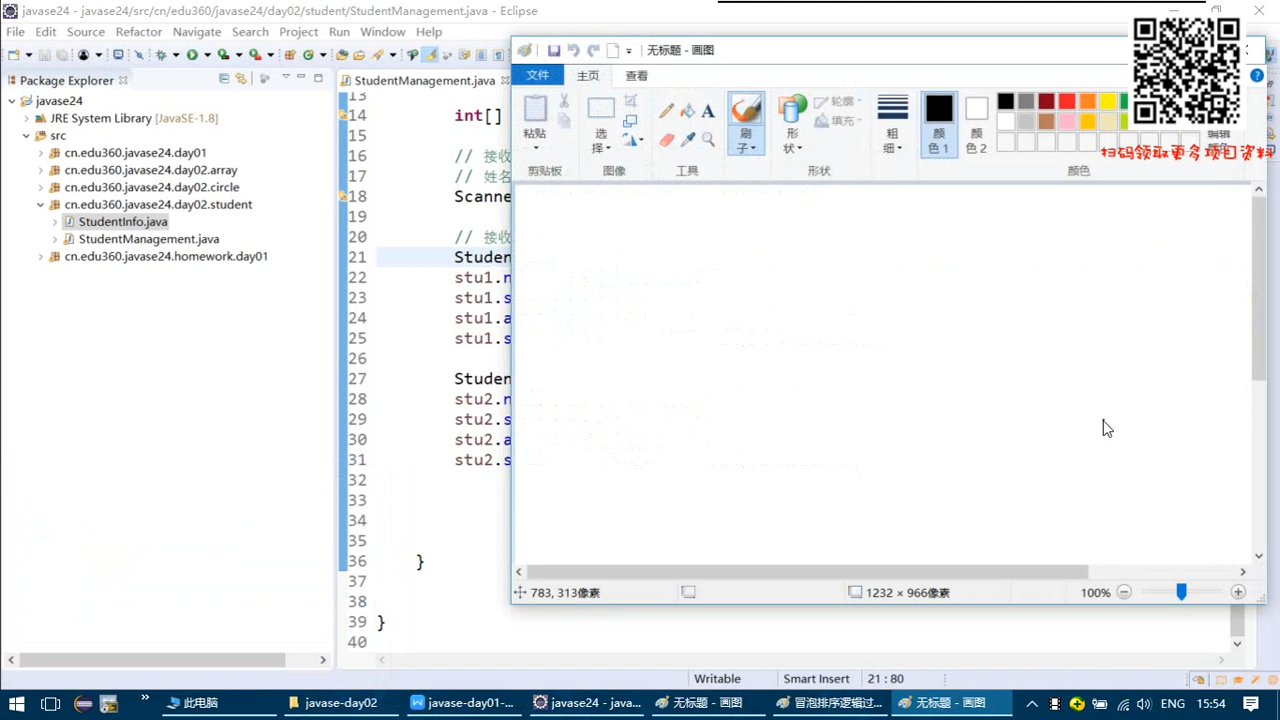 javase24 - javase24/src/cn/edu360/javase24/day02/student/StudentManagement.java - Eclipse
File Edit Source Refactor Navigate Search Project Run Window Help
Package Explorer
javase24
JRE System Library [JavaSE-1.8]
src
cn.edu360.javase24.day01
cn.edu360.javase24.day02.array
cn.edu360.javase24.day02.circle
cn.edu360.javase24.day02.student
StudentInfo.java
StudentManagement.java
cn.edu360.javase24.homework.day01
StudentManagement.java
13
14 int[]
15
16 // 接收
17 // 姓名
18 Scanne
19
20 // 接收
21 Studen
22 stu1.n
23 stu1.s
24 stu1.a
25 stu1.s
26
27 Studen
28 stu2.n
29 stu2.s
30 stu2.a
31 stu2.s
32
33
34
35
36 }
37
38
39 }
40
无标题 - 画图
文件 主页 查看
粘贴
剪贴板
选择
图像
A
工具
刷子
形状
轮廓
填充
形状
粗细
颜色 1
颜色 2
编辑
颜色
扫码领取更多项目资料
783, 313像素
1232 × 966像素
100%
Writable Smart Insert 21 : 80
此电脑 javase-day02 javase-day01-... javase24 - java... 无标题 - 画图 冒泡排序逻辑过... 无标题 - 画图 ENG 15:54